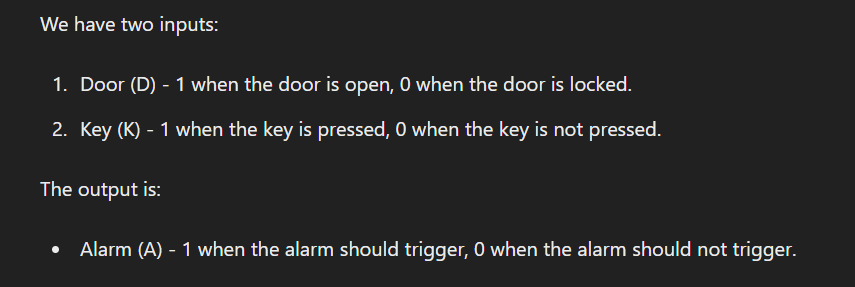 We have two inputs:
1. Door (D) - 1 when the door is open, 0 when the door is locked.
2. Key (K) - 1 when the key is pressed, 0 when the key is not pressed.
The output is:
• Alarm (A) - 1 when the alarm should trigger, 0 when the alarm should not trigger.